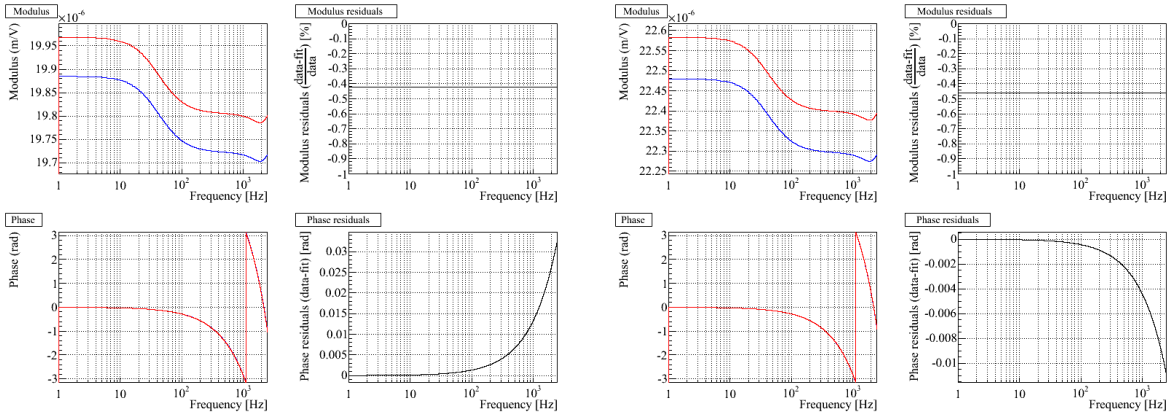 Modulus
Modulus (m/V)
×10⁻⁶
19.95
19.9
19.85
19.8
19.75
19.7
1 10 10² 10³
Frequency [Hz]
Modulus residuals
Modulus residuals (data-fit/data) [%]
0
-0.1
-0.2
-0.3
-0.4
-0.5
-0.6
-0.7
-0.8
-0.9
-1
1 10 10² 10³
Frequency [Hz]
Modulus
Modulus (m/V)
×10⁻⁶
22.6
22.55
22.5
22.45
22.4
22.35
22.3
22.25
1 10 10² 10³
Frequency [Hz]
Modulus residuals
Modulus residuals (data-fit/data) [%]
0
-0.1
-0.2
-0.3
-0.4
-0.5
-0.6
-0.7
-0.8
-0.9
-1
1 10 10² 10³
Frequency [Hz]
Phase
Phase (rad)
3
2
1
0
-1
-2
-3
1 10 10² 10³
Frequency [Hz]
Phase residuals
Phase residuals (data-fit) [rad]
0.03
0.025
0.02
0.015
0.01
0.005
0
1 10 10² 10³
Frequency [Hz]
Phase
Phase (rad)
3
2
1
0
-1
-2
-3
1 10 10² 10³
Frequency [Hz]
Phase residuals
Phase residuals (data-fit) [rad]
0
-0.002
-0.004
-0.006
-0.008
-0.01
1 10 10² 10³
Frequency [Hz]